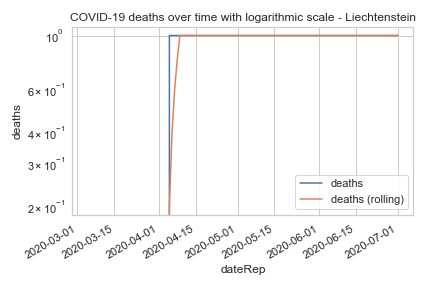 COVID-19 deaths over time with logarithmic scale - Liechtenstein
10⁰
6 × 10⁻¹
4 × 10⁻¹
3 × 10⁻¹
2 × 10⁻¹
deaths
deaths
deaths (rolling)
2020-03-01
2020-03-15
2020-04-01
2020-04-15
2020-05-01
2020-05-15
2020-06-01
2020-06-15
2020-07-01
dateRep